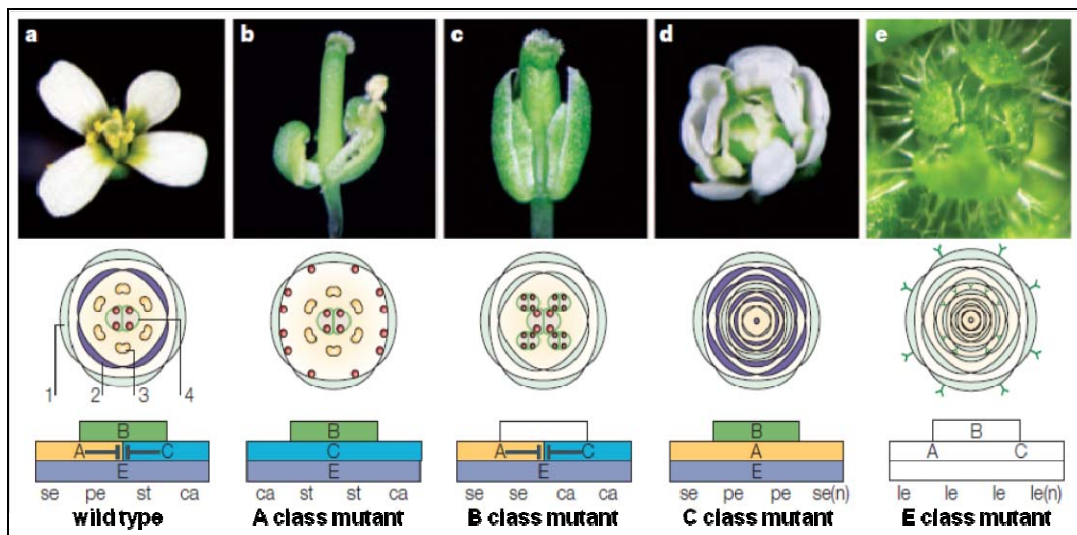 a b c d e
1 2 3 4
B B B
A C C A C A A B C
E E E E
se pe st ca ca st st ca se se ca ca se pe pe se(n) le le le le(n)
wild type A class mutant B class mutant C class mutant E class mutant